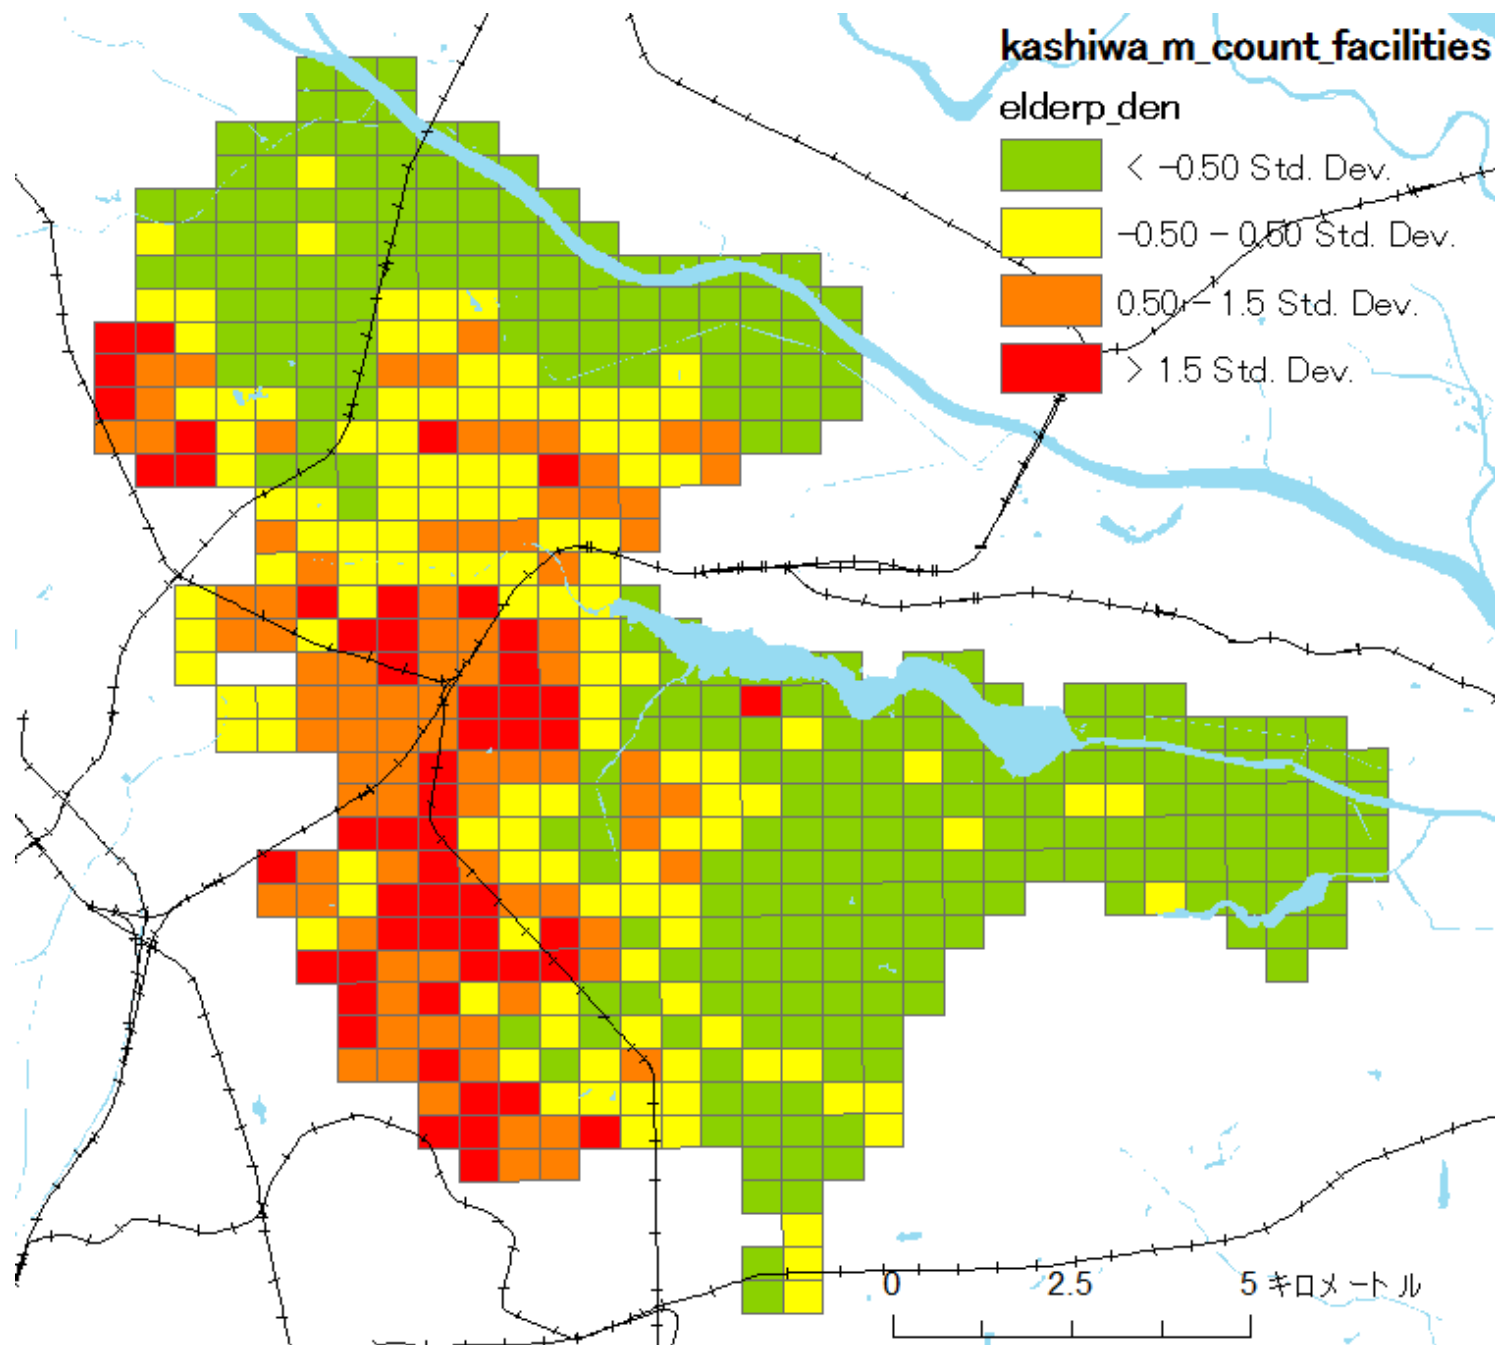 kashiwa_m_count_facilities
elderp_den
< -0.50 Std. Dev.
-0.50 - 0.50 Std. Dev.
0.50 - 1.5 Std. Dev.
> 1.5 Std. Dev.
0 2.5 5 キロメートル